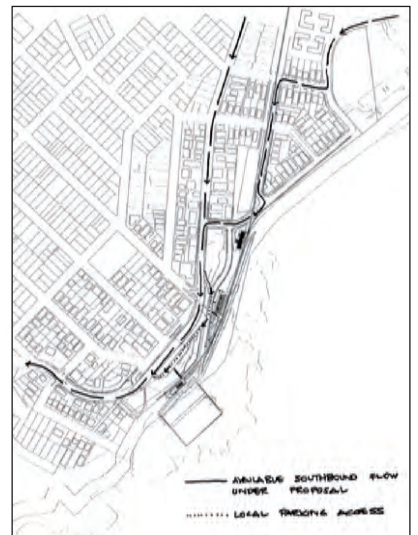 AVAILABLE SOUTHBOUND FLOW
UNDER PROPOSAL
LOCAL PARKING ACCESS